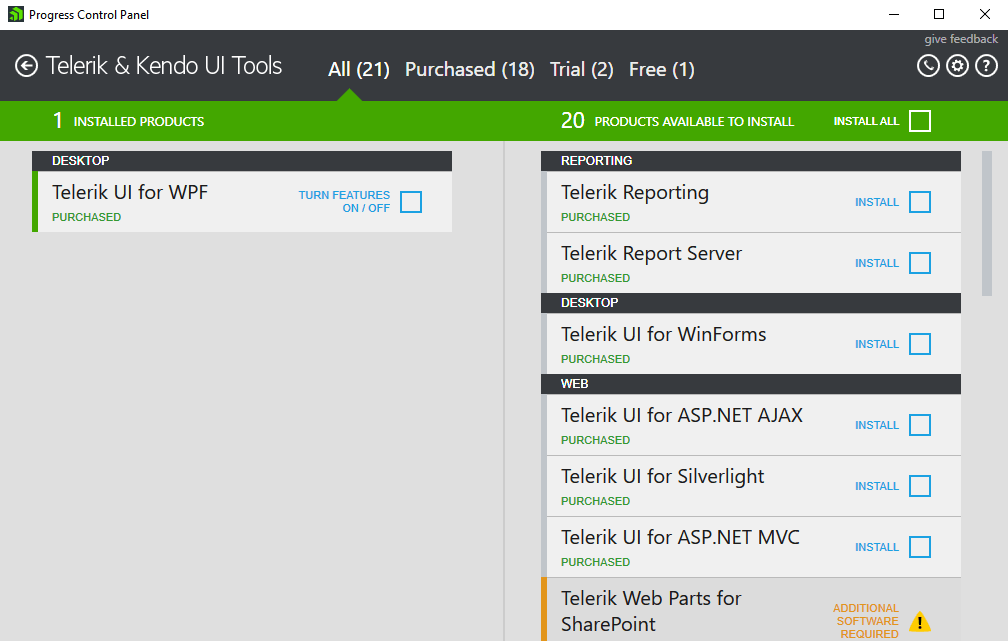 Progress Control Panel
give feedback
Telerik & Kendo UI Tools
All (21) Purchased (18) Trial (2) Free (1)
1 INSTALLED PRODUCTS
20 PRODUCTS AVAILABLE TO INSTALL INSTALL ALL
DESKTOP
Telerik UI for WPF
PURCHASED
TURN FEATURES
ON / OFF
REPORTING
Telerik Reporting
PURCHASED
INSTALL
Telerik Report Server
PURCHASED
INSTALL
DESKTOP
Telerik UI for WinForms
PURCHASED
INSTALL
WEB
Telerik UI for ASP.NET AJAX
PURCHASED
INSTALL
Telerik UI for Silverlight
PURCHASED
INSTALL
Telerik UI for ASP.NET MVC
PURCHASED
INSTALL
Telerik Web Parts for
SharePoint
ADDITIONAL
SOFTWARE
REQUIRED